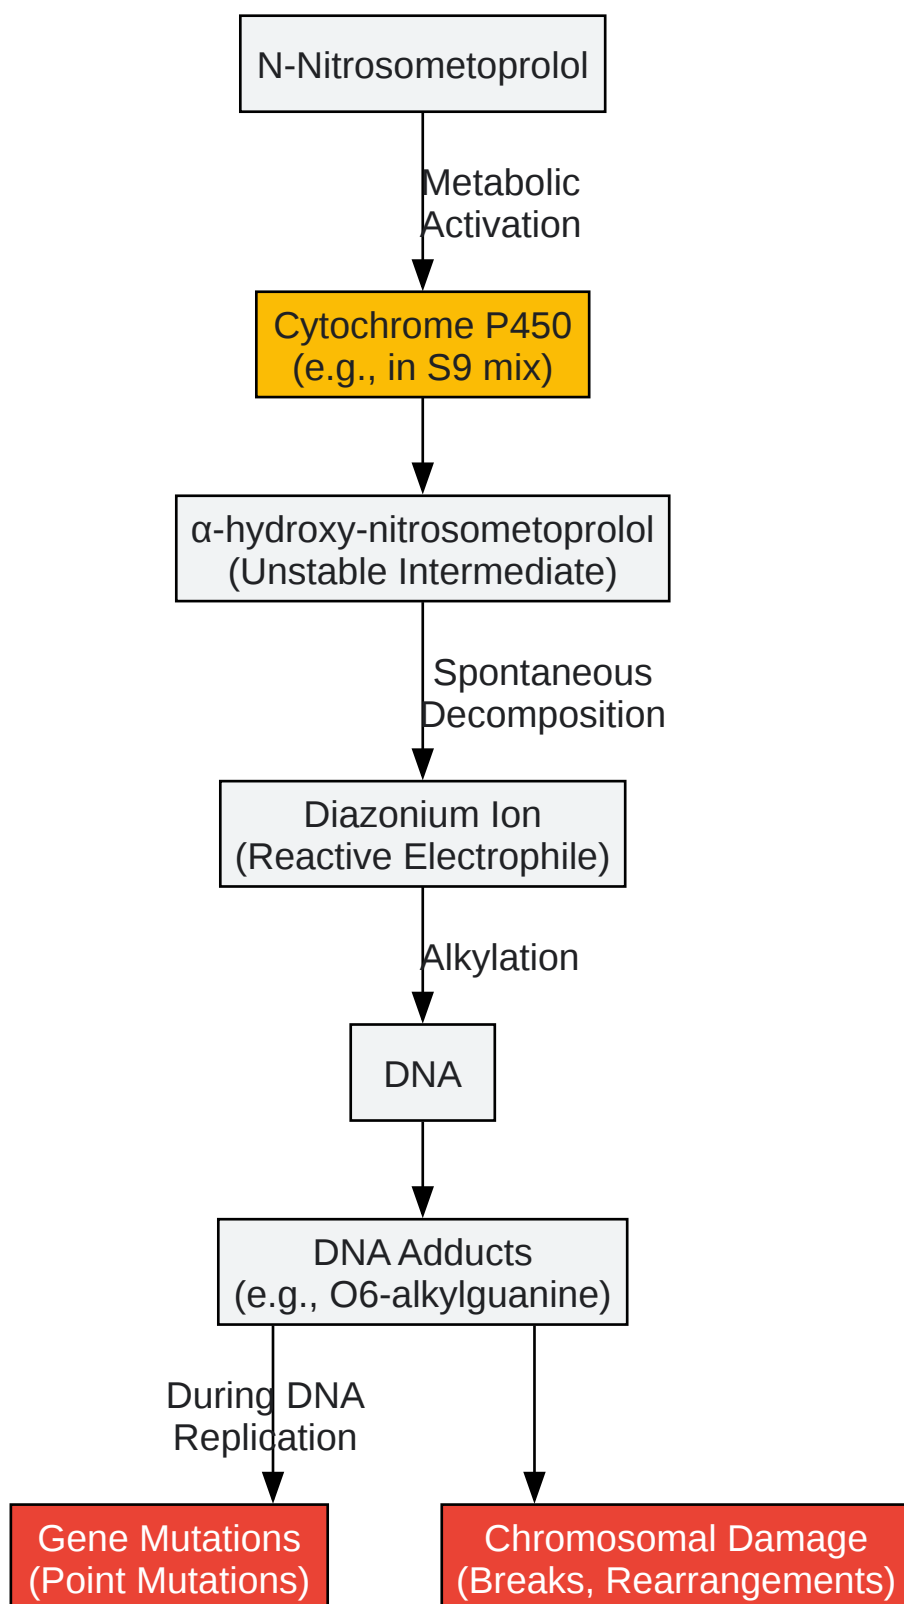 N-Nitrosometoprolol
Metabolic
Activation
Cytochrome P450
(e.g., in S9 mix)
α-hydroxy-nitrosometoprolol
(Unstable Intermediate)
Spontaneous
Decomposition
Diazonium Ion
(Reactive Electrophile)
Alkylation
DNA
DNA Adducts
(e.g., O6-alkylguanine)
During DNA
Replication
Gene Mutations
(Point Mutations)
Chromosomal Damage
(Breaks, Rearrangements)